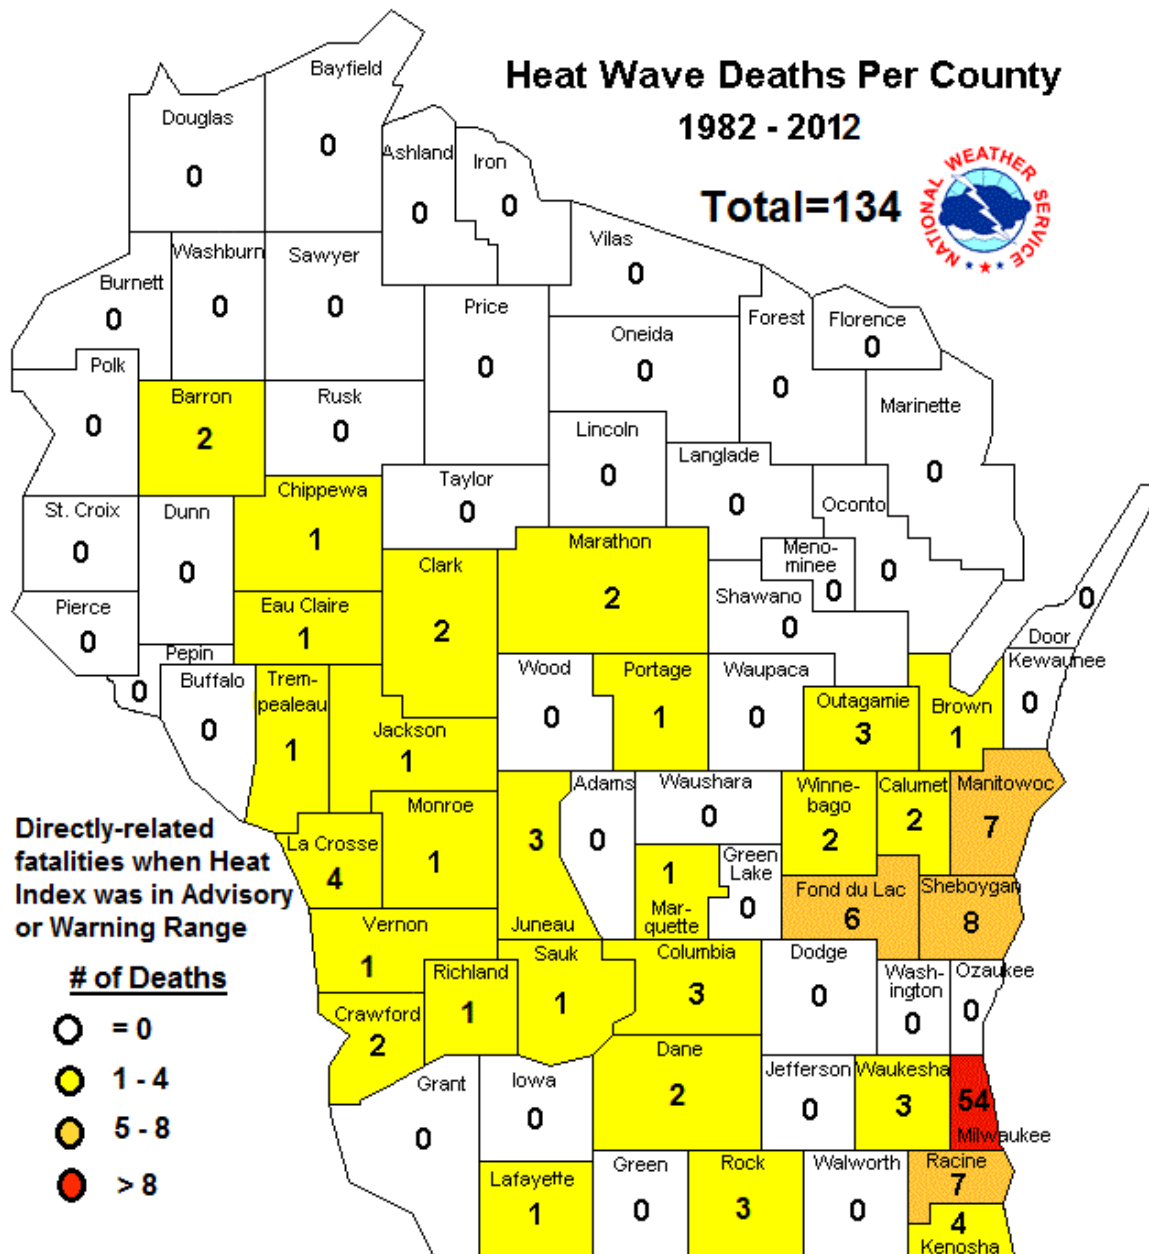 Heat Wave Deaths Per County
1982 - 2012
Total=134
NATIONAL WEATHER SERVICE
Bayfield
0
Douglas
0
Ashland
0
Iron
0
Vilas
0
Washburn
0
Sawyer
0
Burnett
0
Price
0
Oneida
0
Forest
0
Florence
0
Polk
0
Barron
2
Rusk
0
Lincoln
0
Langlade
0
Marinette
0
Taylor
0
Chippewa
1
St. Croix
0
Dunn
0
Oconto
0
Marathon
2
Clark
2
Meno-
minee
0
Shawano
0
Pierce
0
Eau Claire
1
Door
0
Pepin
0
Buffalo
0
Trem-
pealeau
1
Jackson
1
Wood
0
Portage
1
Waupaca
0
Outagamie
3
Brown
1
Kewaunee
0
Monroe
1
La Crosse
4
3
Juneau
Adams
0
Waushara
0
Winne-
bago
2
Calumet
2
Manitowoc
7
1
Mar-
quette
Green
Lake
0
Fond du Lac
6
Sheboygan
8
Vernon
1
Richland
1
Sauk
1
Columbia
3
Dodge
0
Wash-
ington
0
Ozaukee
0
Crawford
2
Grant
0
Iowa
0
Dane
2
Jefferson
0
Waukesha
3
54
Milwaukee
Lafayette
1
Green
0
Rock
3
Walworth
0
Racine
7
4
Kenosha
Directly-related
fatalities when Heat
Index was in Advisory
or Warning Range
# of Deaths
= 0
1 - 4
5 - 8
> 8